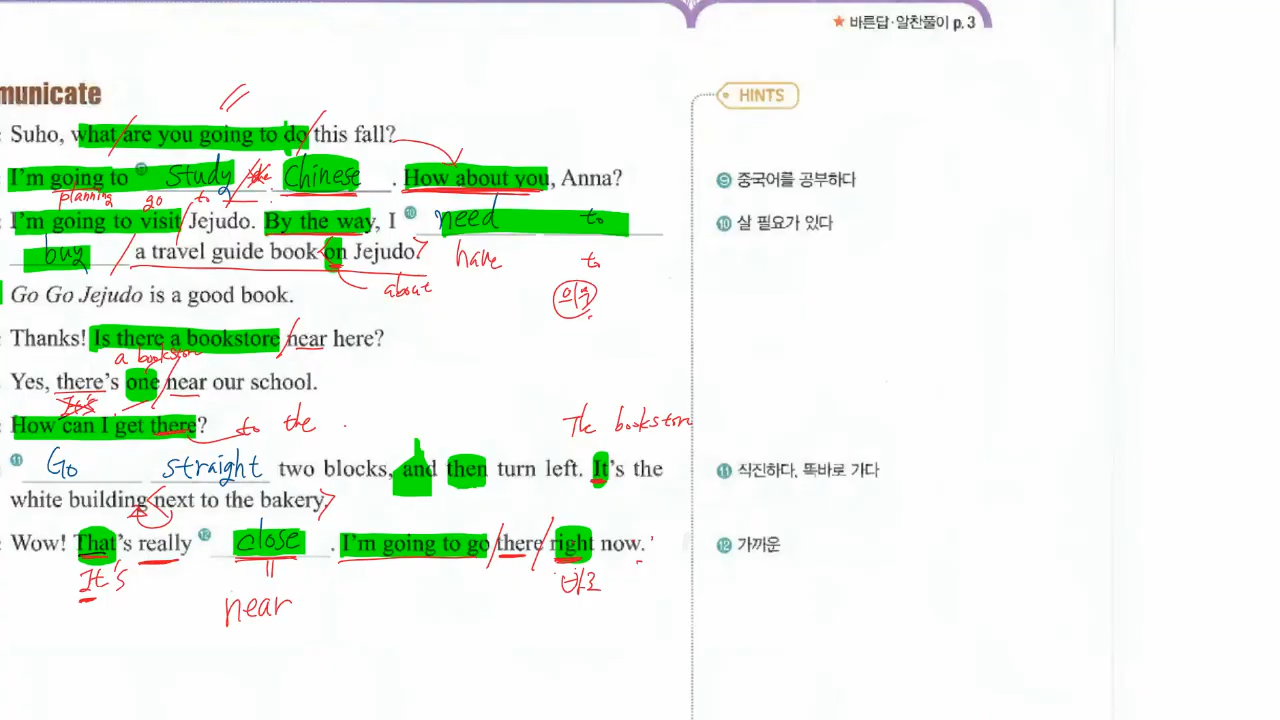 ★ 바른답·알찬풀이 p. 3
municate
HINTS
: Suho, what are you going to do this fall?
: I'm going to ⑨ study the Chinese . How about you, Anna?
⑨ 중국어를 공부하다
planning go to
: I'm going to visit Jejudo. By the way, I ⑩ need to
⑩ 살 필요가 있다
buy a travel guide book on Jejudo.
have to
about
Go Go Jejudo is a good book.
: Thanks! Is there a bookstore near here?
a bookstore
Yes, there's one near our school.
It's
: How can I get there?
to the
The bookstore
⑪ Go straight two blocks, and then turn left. It's the
⑪ 직진하다, 똑바로 가다
white building next to the bakery.
: Wow! That's really ⑫ close . I'm going to go there right now.
⑫ 가까운
It's
바로
near